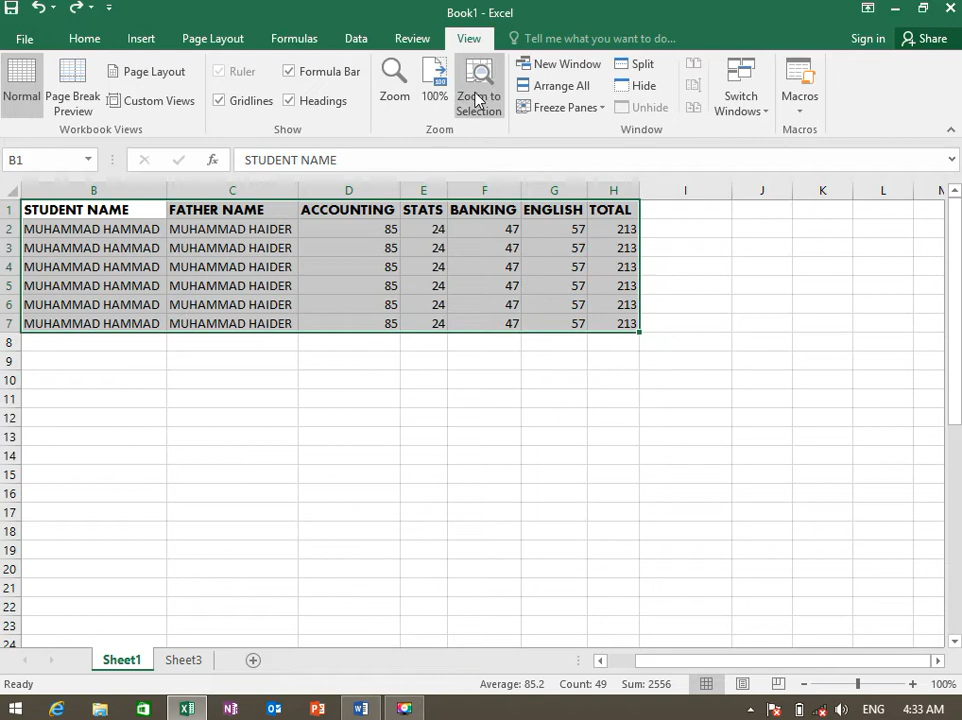 Book1 - Excel
File Home Insert Page Layout Formulas Data Review View Tell me what you want to do... Sign in Share
Normal Page Break Preview Page Layout Custom Views Workbook Views
Ruler Formula Bar Gridlines Headings Show
Zoom 100 100% Zoom to Selection Zoom
New Window Arrange All Freeze Panes Split Hide Unhide Switch Windows Window
Macros Macros
B1 fx STUDENT NAME
B C D E F G H I J K L M
1 STUDENT NAME FATHER NAME ACCOUNTING STATS BANKING ENGLISH TOTAL
2 MUHAMMAD HAMMAD MUHAMMAD HAIDER 85 24 47 57 213
3 MUHAMMAD HAMMAD MUHAMMAD HAIDER 85 24 47 57 213
4 MUHAMMAD HAMMAD MUHAMMAD HAIDER 85 24 47 57 213
5 MUHAMMAD HAMMAD MUHAMMAD HAIDER 85 24 47 57 213
6 MUHAMMAD HAMMAD MUHAMMAD HAIDER 85 24 47 57 213
7 MUHAMMAD HAMMAD MUHAMMAD HAIDER 85 24 47 57 213
8
9
10
11
12
13
14
15
16
17
18
19
20
21
22
23
24
Sheet1 Sheet3
Ready Average: 85.2 Count: 49 Sum: 2556 100%
ENG 4:33 AM